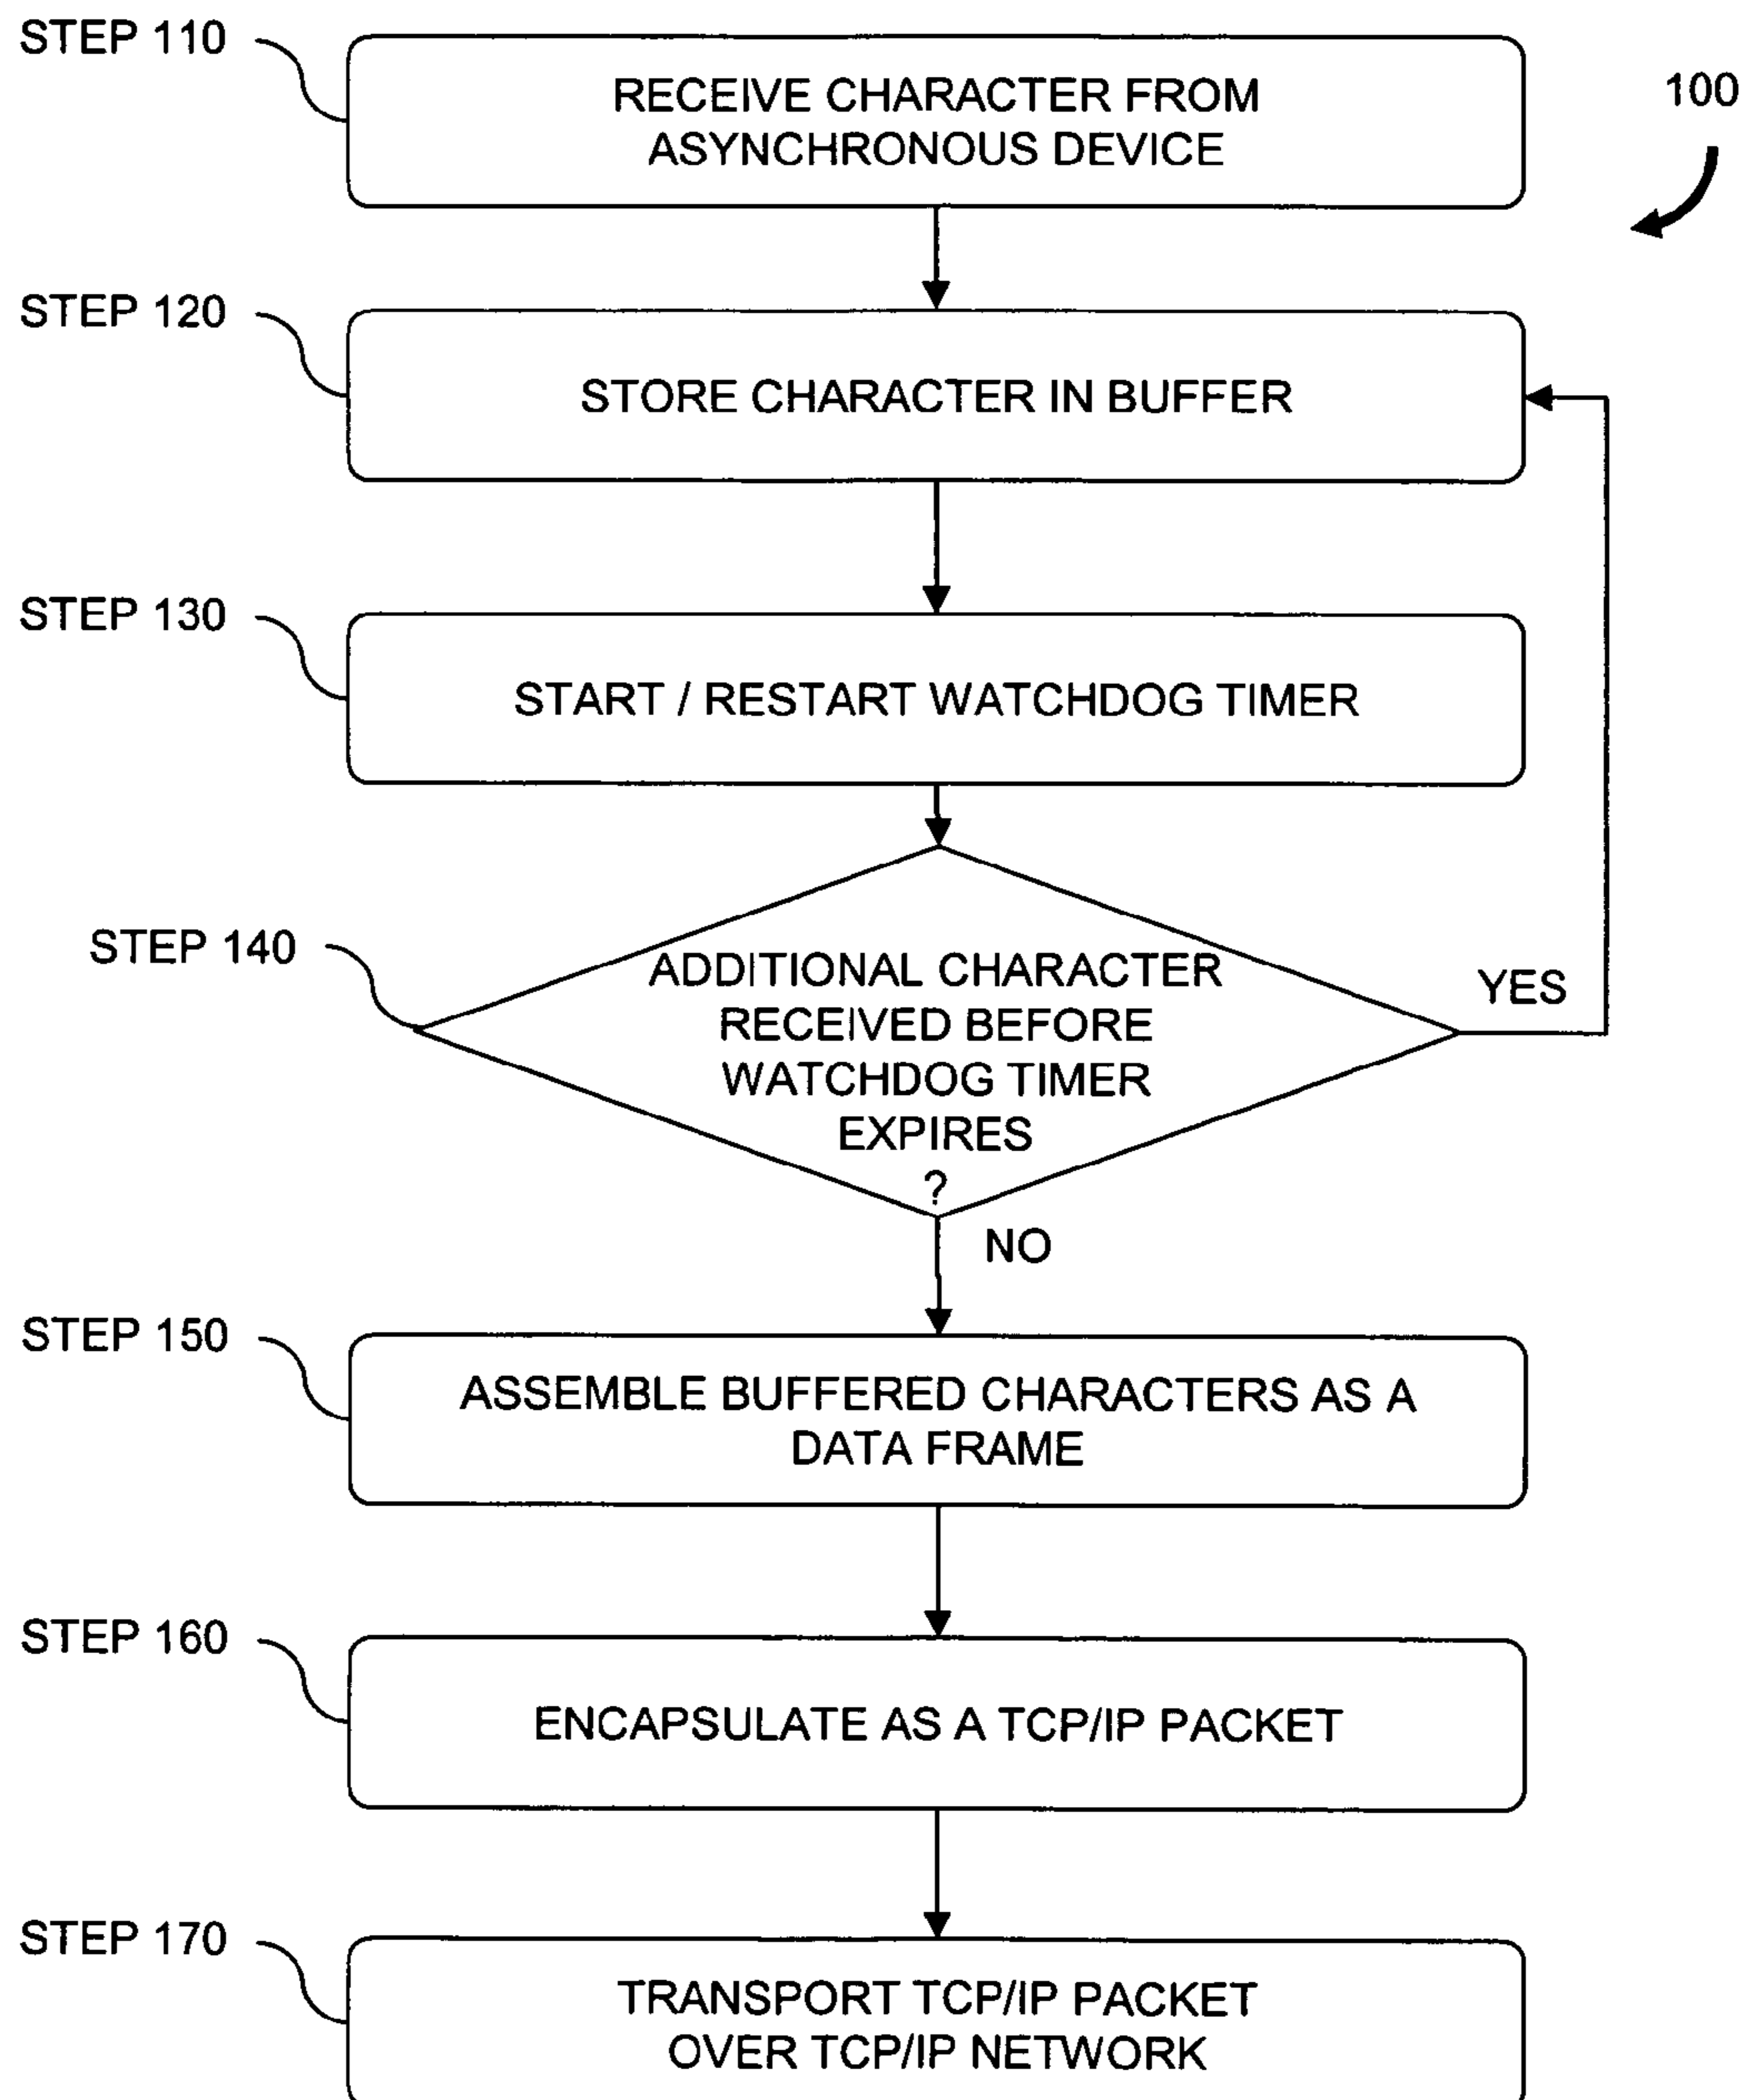 STEP 110
RECEIVE CHARACTER FROM
ASYNCHRONOUS DEVICE
100
STEP 120
STORE CHARACTER IN BUFFER
STEP 130
START / RESTART WATCHDOG TIMER
STEP 140
ADDITIONAL CHARACTER
RECEIVED BEFORE
WATCHDOG TIMER
EXPIRES
?
YES
NO
STEP 150
ASSEMBLE BUFFERED CHARACTERS AS A
DATA FRAME
STEP 160
ENCAPSULATE AS A TCP/IP PACKET
STEP 170
TRANSPORT TCP/IP PACKET
OVER TCP/IP NETWORK